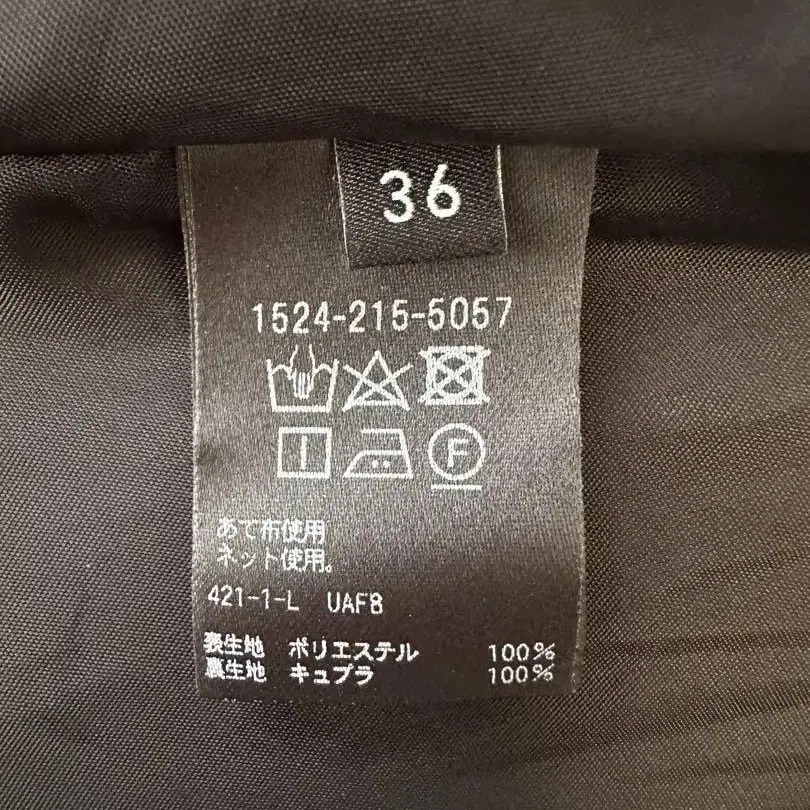 36
1524-215-5057
F
あて布使用
ネット使用。
421-1-L UAF8
表生地 ポリエステル 100%
裏生地 キュプラ 100%